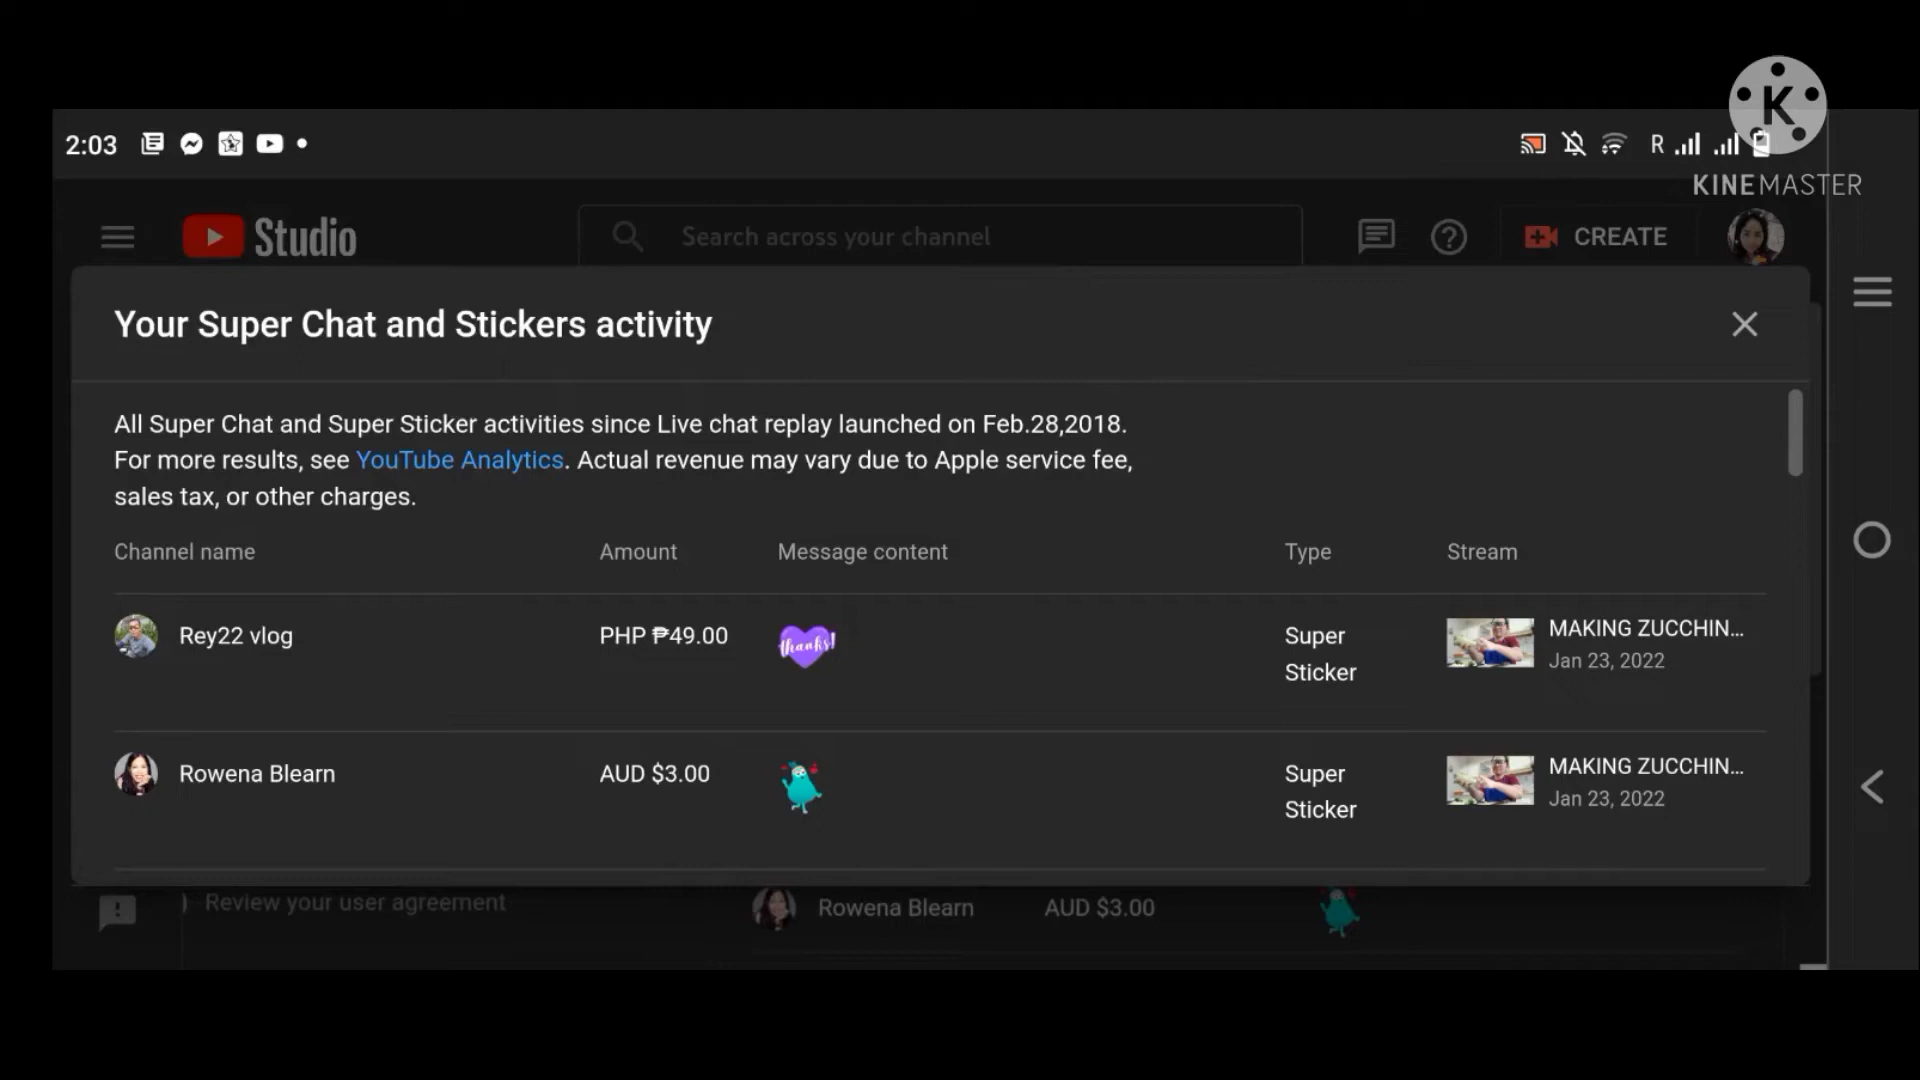 2:03
R
K
KINEMASTER
Studio
Search across your channel
CREATE
Your Super Chat and Stickers activity
All Super Chat and Super Sticker activities since Live chat replay launched on Feb.28,2018.
For more results, see YouTube Analytics. Actual revenue may vary due to Apple service fee,
sales tax, or other charges.
Channel name Amount Message content Type Stream
Rey22 vlog PHP ₱49.00 thanks! Super Sticker MAKING ZUCCHIN...
Jan 23, 2022
Rowena Blearn AUD $3.00 Super Sticker MAKING ZUCCHIN...
Jan 23, 2022
Review your user agreement Rowena Blearn AUD $3.00